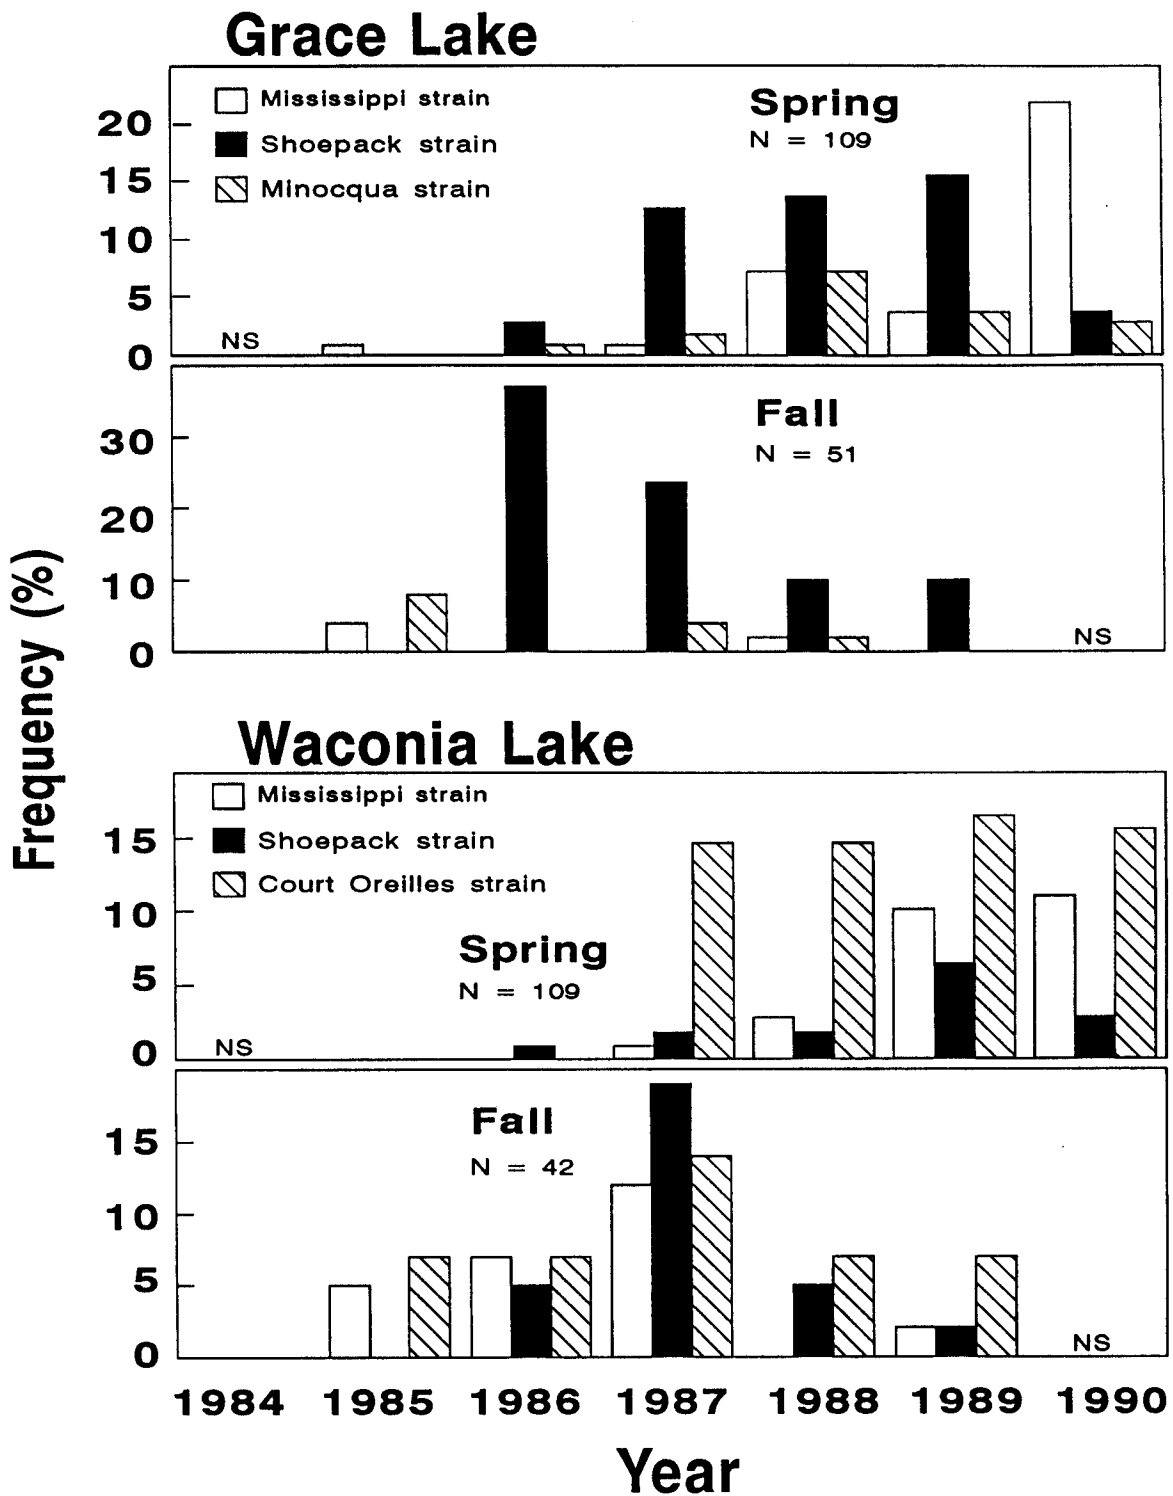 Grace Lake
Mississippi strain
Shoepack strain
Minocqua strain
Spring
N = 109
20
15
10
5
0
NS
Fall
N = 51
30
20
10
0
NS
Frequency (%)
Waconia Lake
Mississippi strain
Shoepack strain
Court Oreilles strain
Spring
N = 109
15
10
5
0
NS
Fall
N = 42
15
10
5
0
NS
1984 1985 1986 1987 1988 1989 1990
Year